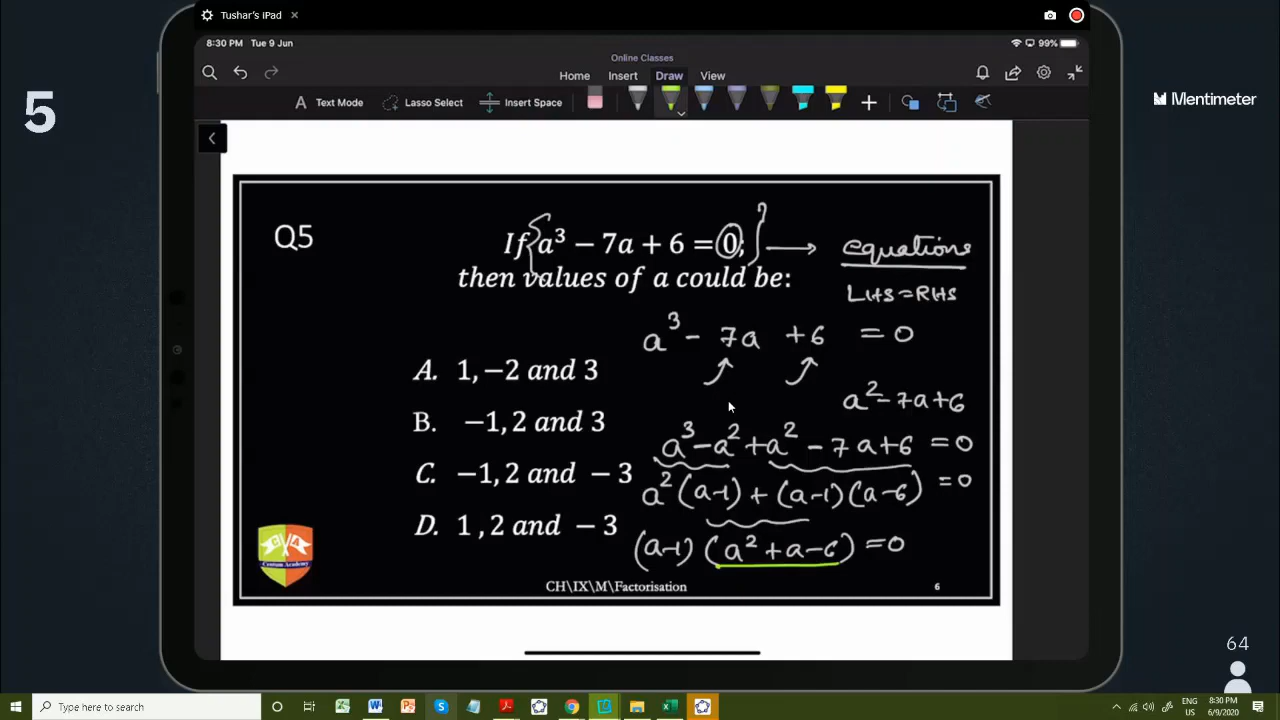 Tushar's iPad ×
8:30 PM Tue 9 Jun
99%
Online Classes
Home Insert Draw View
A Text Mode Lasso Select Insert Space
5
Mentimeter
Q5
If a³ − 7a + 6 = 0;
then values of a could be:
equations
LHS = RHS
a³ − 7a + 6 = 0
A. 1, −2 and 3
a² − 7a + 6
B. −1, 2 and 3
a³ − a² + a² − 7a + 6 = 0
C. −1, 2 and − 3
a² (a−1) + (a−1) (a−6) = 0
D. 1 , 2 and − 3
(a−1) (a² + a − 6) = 0
Centum Academy
CH\IX\M\Factorisation
6
64
Type here to search
ENG
US
8:30 PM
6/9/2020